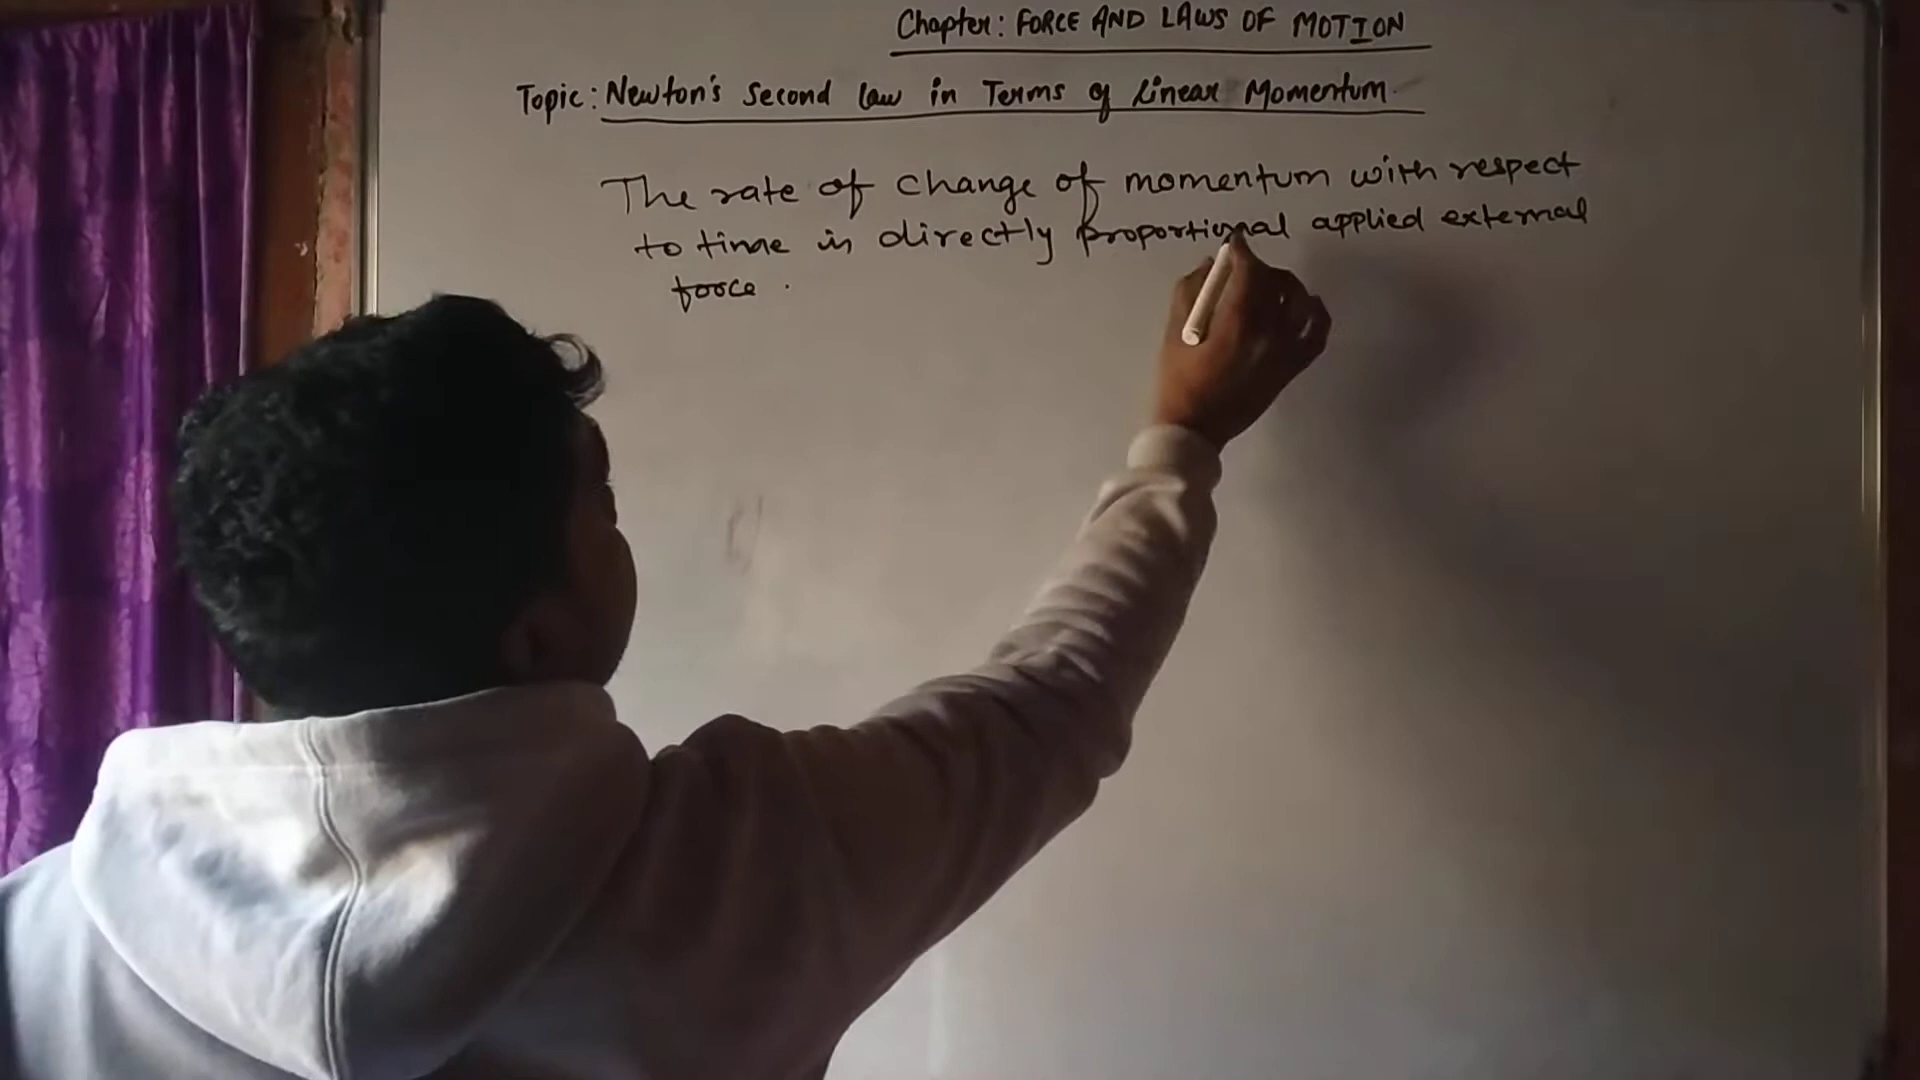 Chapter: FORCE AND LAWS OF MOTION
Topic: Newton's Second law in Terms of Linear Momentum.
The rate of change of momentum with respect
to time is directly proportional applied external
force.